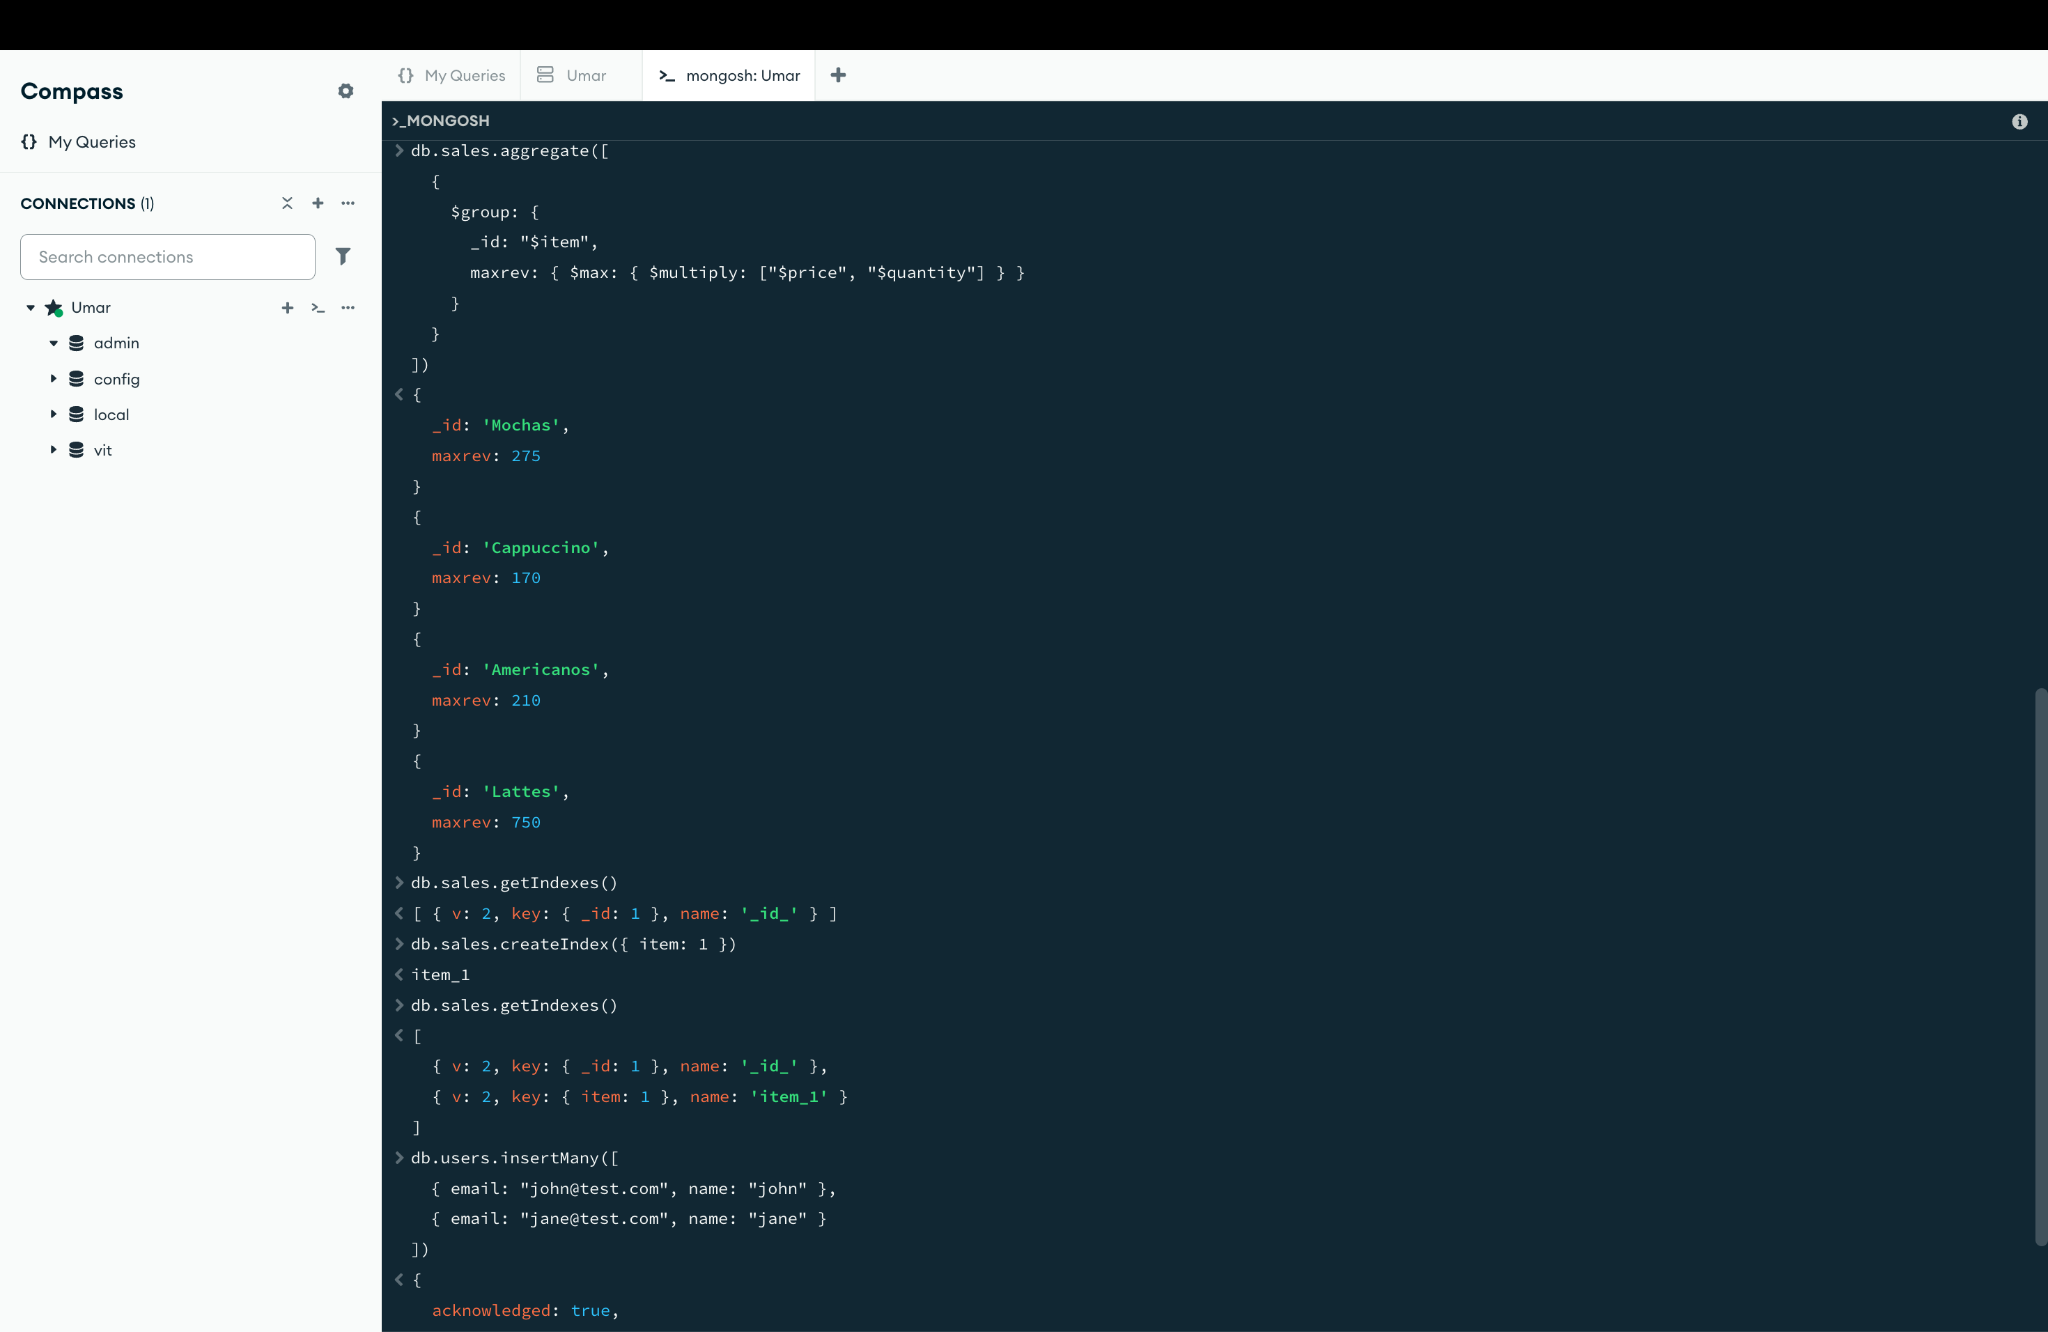 Compass
My Queries
CONNECTIONS (1)
Search connections
Umar
admin
config
local
vit
My Queries
Umar
>_ mongosh: Umar
>_MONGOSH
> db.sales.aggregate([
{
$group: {
_id: "$item",
maxrev: { $max: { $multiply: ["$price", "$quantity"] } }
}
}
])
< {
_id: 'Mochas',
maxrev: 275
}
{
_id: 'Cappuccino',
maxrev: 170
}
{
_id: 'Americanos',
maxrev: 210
}
{
_id: 'Lattes',
maxrev: 750
}
> db.sales.getIndexes()
< [ { v: 2, key: { _id: 1 }, name: '_id_' } ]
> db.sales.createIndex({ item: 1 })
< item_1
> db.sales.getIndexes()
< [
{ v: 2, key: { _id: 1 }, name: '_id_' },
{ v: 2, key: { item: 1 }, name: 'item_1' }
]
> db.users.insertMany([
{ email: "john@test.com", name: "john" },
{ email: "jane@test.com", name: "jane" }
])
< {
acknowledged: true,